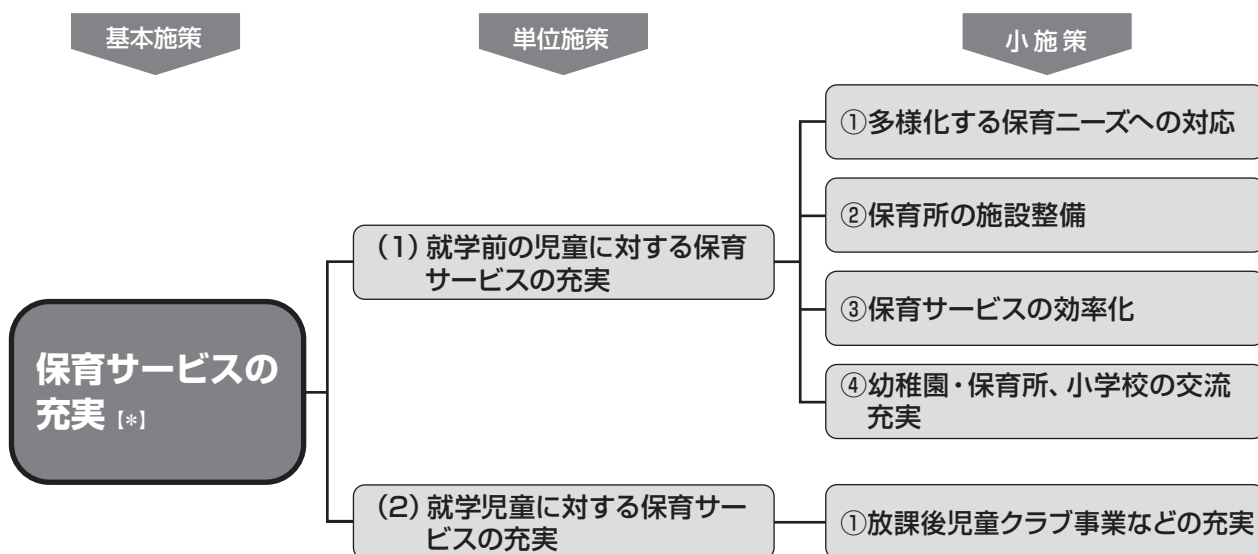 基本施策
単位施策
小施策
①多様化する保育ニーズへの対応
②保育所の施設整備
(1)就学前の児童に対する保育
サービスの充実
③保育サービスの効率化
保育サービスの
充実【*】
④幼稚園・保育所、小学校の交流
充実
(2)就学児童に対する保育サー
ビスの充実
①放課後児童クラブ事業などの充実